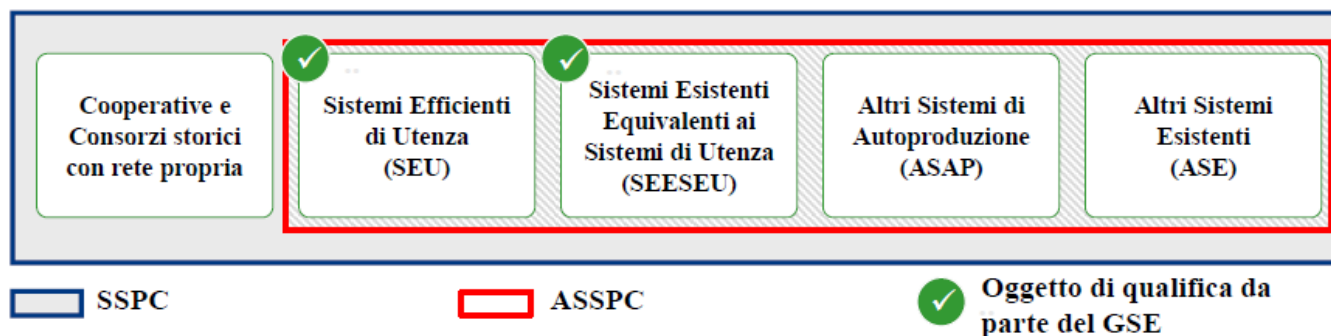 Cooperative e
Consorzi storici
con rete propria
Sistemi Efficienti
di Utenza
(SEU)
Sistemi Esistenti
Equivalenti ai
Sistemi di Utenza
(SEESEU)
Altri Sistemi di
Autoproduzione
(ASAP)
Altri Sistemi
Esistenti
(ASE)
SSPC
ASSPC
Oggetto di qualifica da
parte del GSE